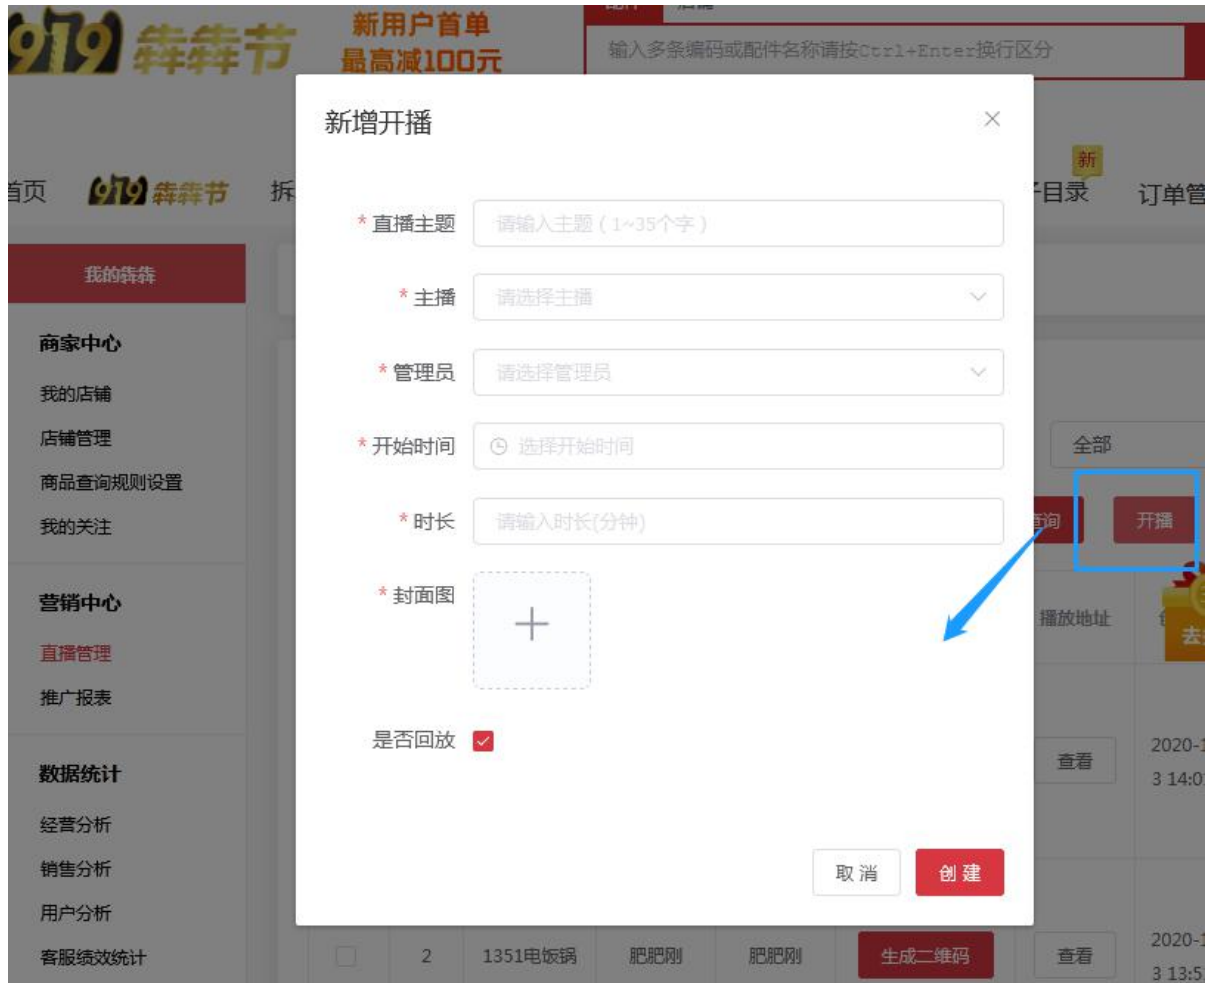 919 犇犇节
新用户首单
最高减100元
输入多条编码或配件名称请按Ctrl+Enter换行区分
新增开播
新
首页
919 犇犇节
拆
子目录
订单管
* 直播主题
请输入主题（1~35个字）
我的犇犇
* 主播
请选择主播
商家中心
* 管理员
请选择管理员
我的店铺
店铺管理
* 开始时间
选择开始时间
全部
商品查询规则设置
我的关注
* 时长
请输入时长(分钟)
查询
开播
营销中心
* 封面图
播放地址
去
直播管理
推广报表
是否回放
数据统计
查看
2020-1
3 14:0
经营分析
销售分析
取消
创建
用户分析
客服绩效统计
2
1351电饭锅
肥肥刚
肥肥刚
生成二维码
查看
2020-1
3 13:5